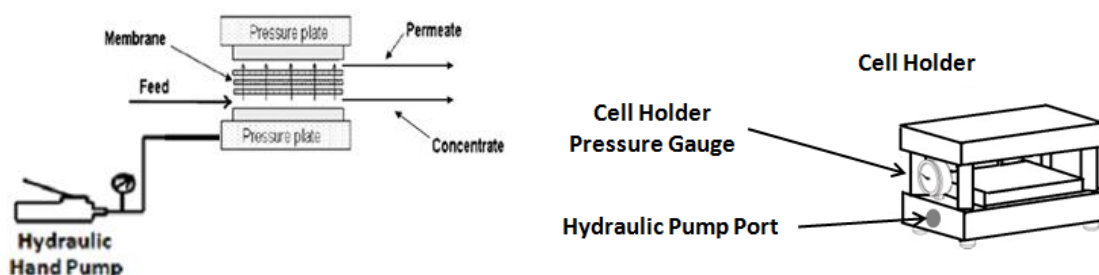 Pressure plate
Membrane
Permeate
Feed
Pressure plate
Concentrate
Hydraulic
Hand Pump
Cell Holder
Cell Holder
Pressure Gauge
Hydraulic Pump Port